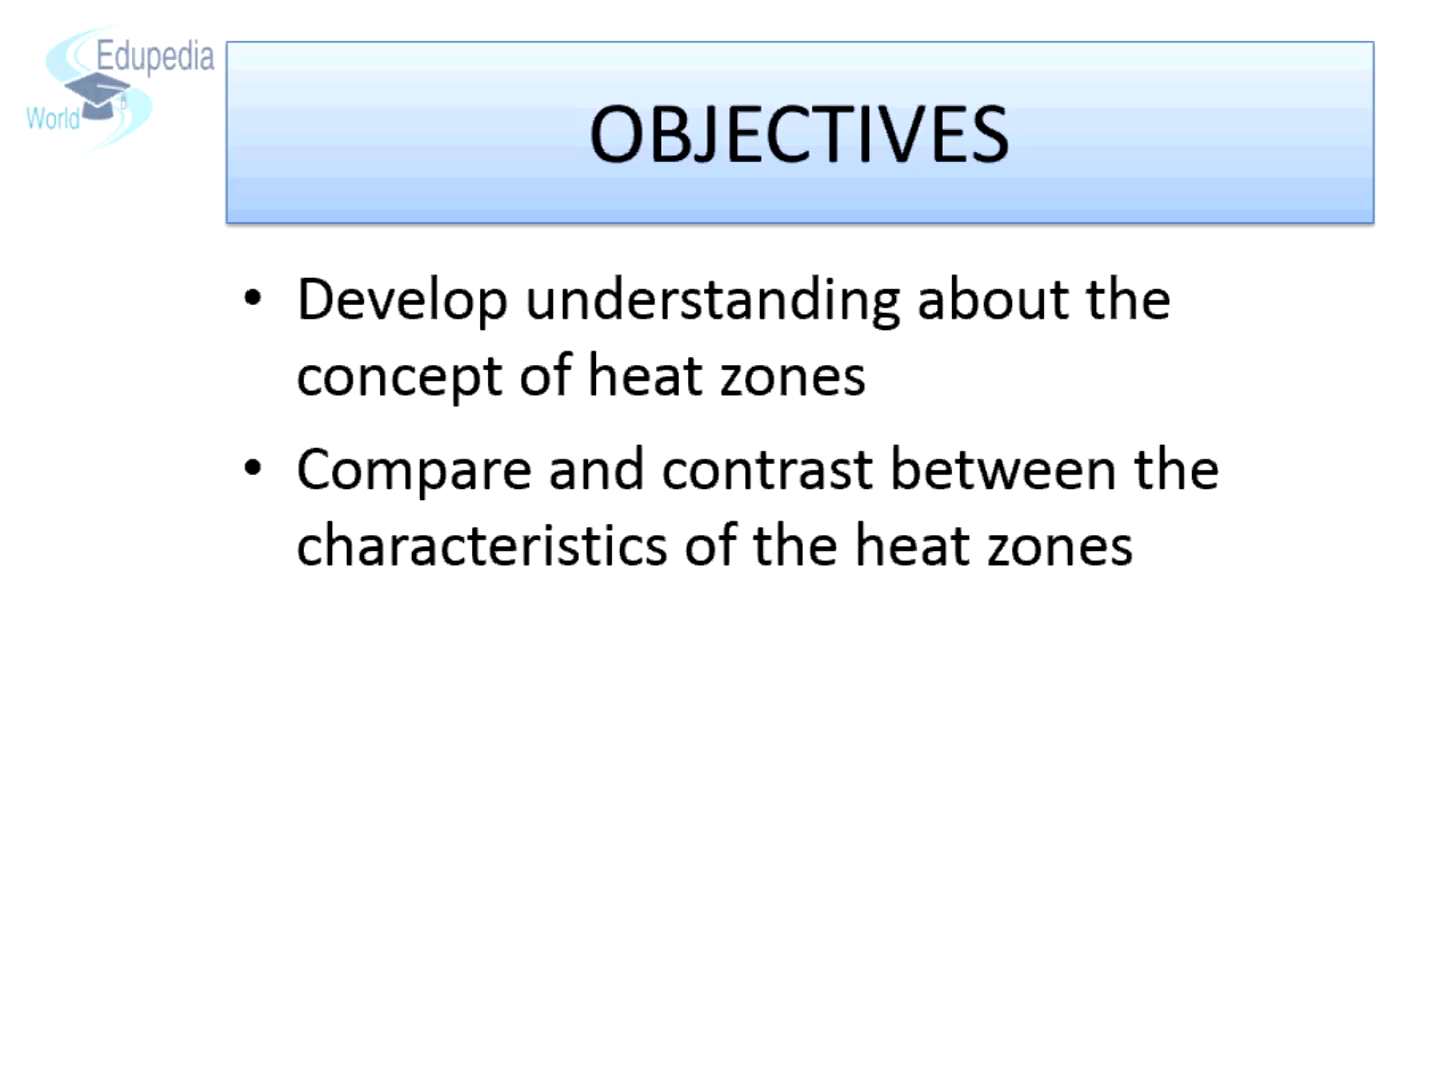 Edupedia
World
OBJECTIVES
• Develop understanding about the
concept of heat zones
• Compare and contrast between the
characteristics of the heat zones